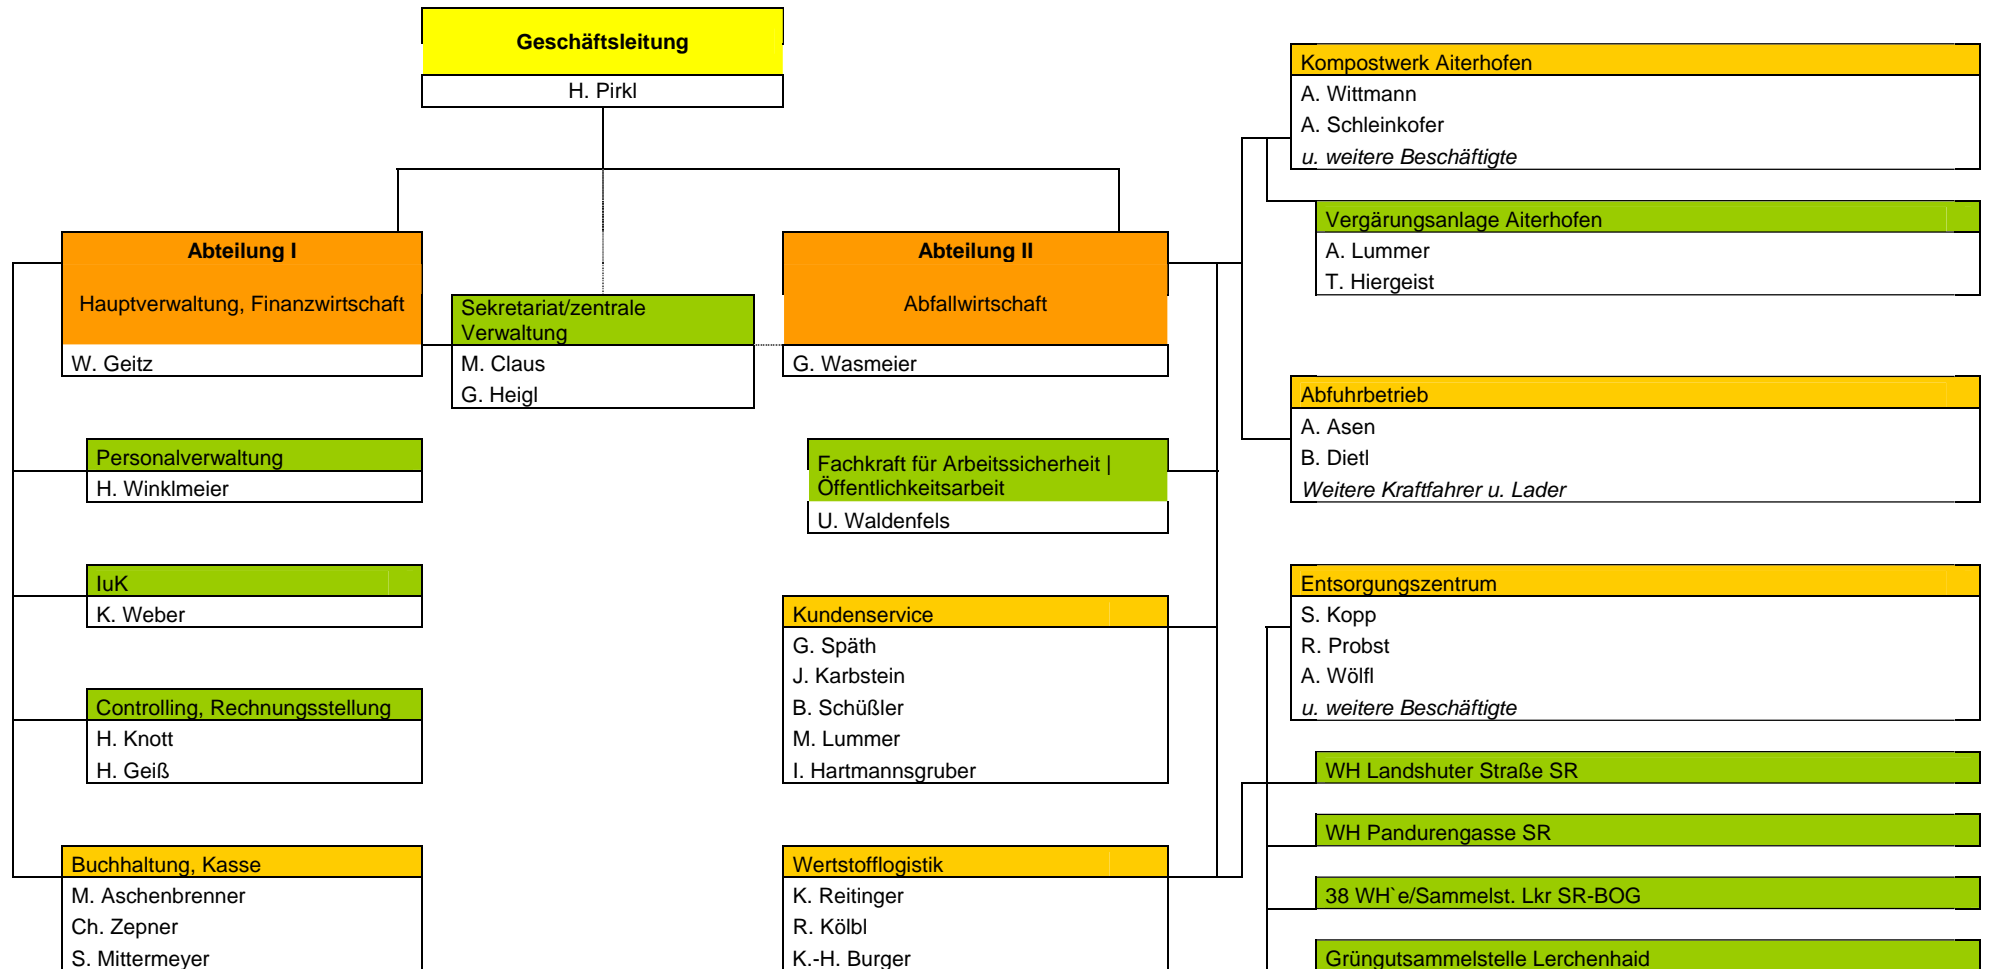 Geschäftsleitung
H. Pirkl
Abteilung I
Hauptverwaltung, Finanzwirtschaft
W. Geitz
Sekretariat/zentrale
Verwaltung
M. Claus
G. Heigl
Abteilung II
Abfallwirtschaft
G. Wasmeier
Personalverwaltung
H. Winklmeier
IuK
K. Weber
Controlling, Rechnungsstellung
H. Knott
H. Geiß
Buchhaltung, Kasse
M. Aschenbrenner
Ch. Zepner
S. Mittermeyer
Fachkraft für Arbeitssicherheit |
Öffentlichkeitsarbeit
U. Waldenfels
Kundenservice
G. Späth
J. Karbstein
B. Schüßler
M. Lummer
I. Hartmannsgruber
Wertstofflogistik
K. Reitinger
R. Kölbl
K.-H. Burger
Kompostwerk Aiterhofen
A. Wittmann
A. Schleinkofer
u. weitere Beschäftigte
Vergärungsanlage Aiterhofen
A. Lummer
T. Hiergeist
Abfuhrbetrieb
A. Asen
B. Dietl
Weitere Kraftfahrer u. Lader
Entsorgungszentrum
S. Kopp
R. Probst
A. Wölfl
u. weitere Beschäftigte
WH Landshuter Straße SR
WH Pandurengasse SR
38 WH`e/Sammelst. Lkr SR-BOG
Grüngutsammelstelle Lerchenhaid